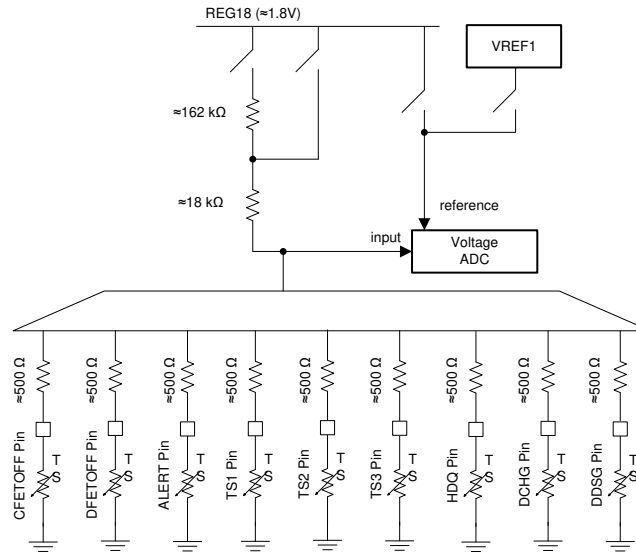 REG18 (≈1.8V)
VREF1
≈162 kΩ
≈18 kΩ
reference
input
Voltage
ADC
≈500 Ω
≈500 Ω
≈500 Ω
≈500 Ω
≈500 Ω
≈500 Ω
≈500 Ω
≈500 Ω
≈500 Ω
CFETOFF Pin
T
S
DFETOFF Pin
T
S
ALERT Pin
T
S
TS1 Pin
T
S
TS2 Pin
T
S
TS3 Pin
T
S
HDQ Pin
T
S
DCHG Pin
T
S
DDSG Pin
T
S